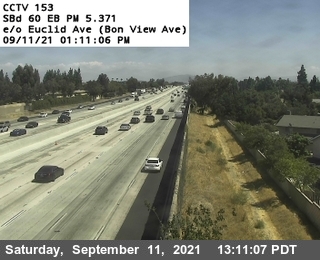 CCTV 153
SBd 60 EB PM 5.371
e/o Euclid Ave (Bon View Ave)
09/11/21 01:11:06 PM
Saturday, September 11, 2021 13:11:07 PDT